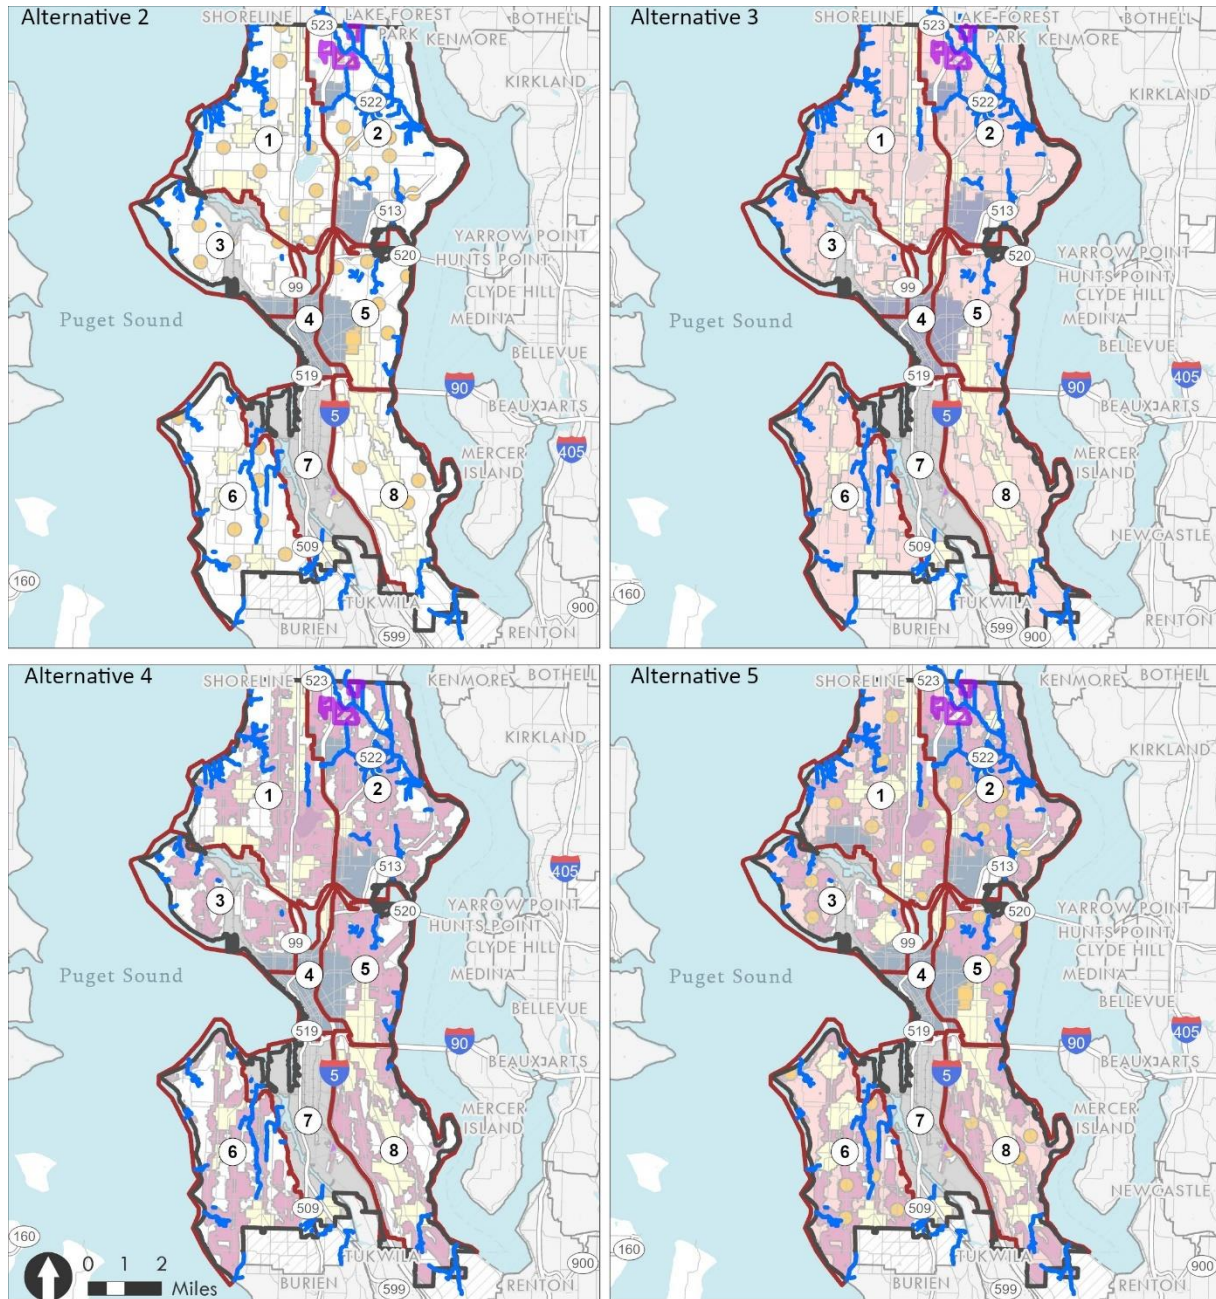 Alternative 2
SHORELINE
LAKE FOREST
PARK
BOTHELL
KENMORE
KIRKLAND
523
522
1
2
513
3
YARROW POINT
HUNTS POINT
520
CLYDE HILL
99
4
5
MEDINA
Puget Sound
BELLEVUE
519
90
BEAUX ARTS
5
405
7
MERCER
ISLAND
6
8
509
160
TUKWILA
BURIEN
599
RENTON
900
Alternative 3
SHORELINE
LAKE FOREST
PARK
BOTHELL
KENMORE
KIRKLAND
523
522
1
2
513
3
YARROW POINT
520
HUNTS POINT
99
CLYDE HILL
4
5
MEDINA
Puget Sound
BELLEVUE
519
90
405
BEAUX ARTS
5
7
MERCER
ISLAND
6
8
NEWCASTLE
509
160
TUKWILA
BURIEN
599
900
RENTON
Alternative 4
SHORELINE
523
KENMORE
BOTHELL
KIRKLAND
522
1
2
513
405
3
YARROW POINT
520
HUNTS POINT
CLYDE HILL
99
4
5
MEDINA
Puget Sound
BELLEVUE
519
90
BEAUX ARTS
5
7
MERCER
ISLAND
6
8
NEWCASTLE
509
160
TUKWILA
BURIEN
599
RENTON
900
0 1 2
Miles
Alternative 5
SHORELINE
523
KENMORE
BOTHELL
KIRKLAND
522
1
2
513
3
YARROW POINT
520
HUNTS POINT
CLYDE HILL
99
4
5
MEDINA
Puget Sound
BELLEVUE
519
90
405
BEAUX ARTS
5
7
MERCER
ISLAND
6
8
NEWCASTLE
509
160
TUKWILA
BURIEN
599
RENTON
900